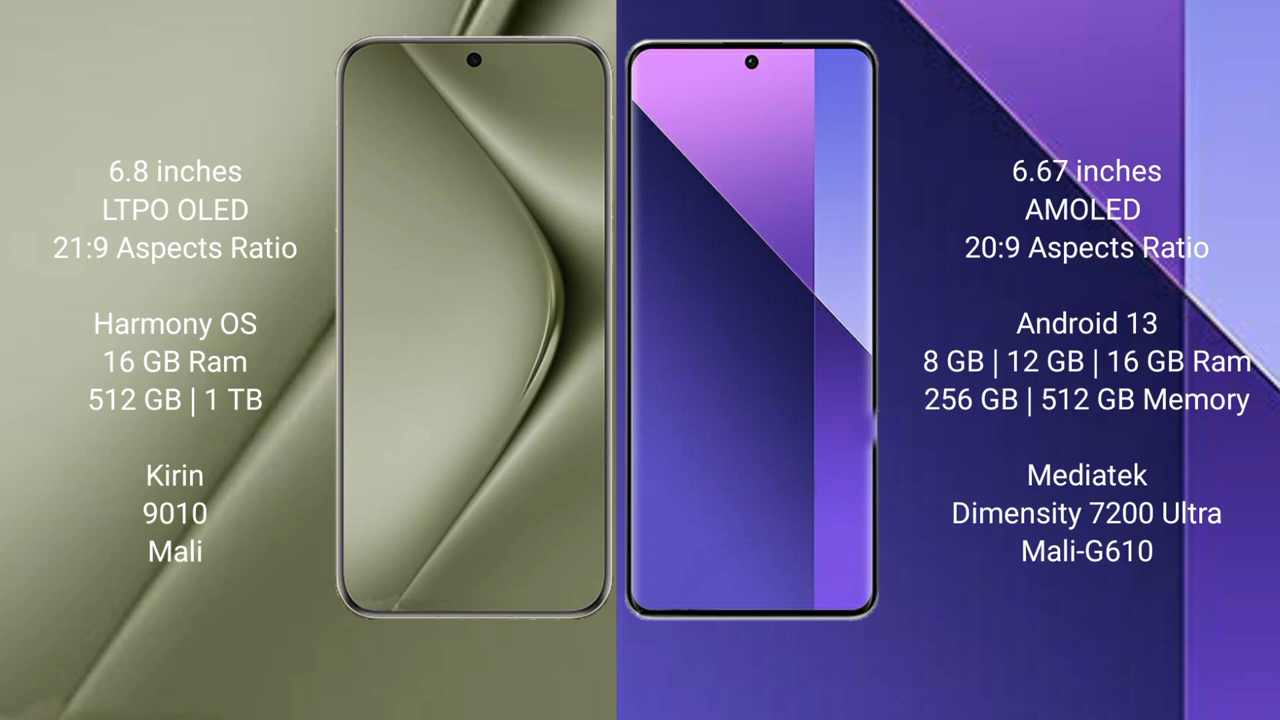 6.8 inches
LTPO OLED
21:9 Aspects Ratio
Harmony OS
16 GB Ram
512 GB | 1 TB
Kirin
9010
Mali
6.67 inches
AMOLED
20:9 Aspects Ratio
Android 13
8 GB | 12 GB | 16 GB Ram
256 GB | 512 GB Memory
Mediatek
Dimensity 7200 Ultra
Mali-G610